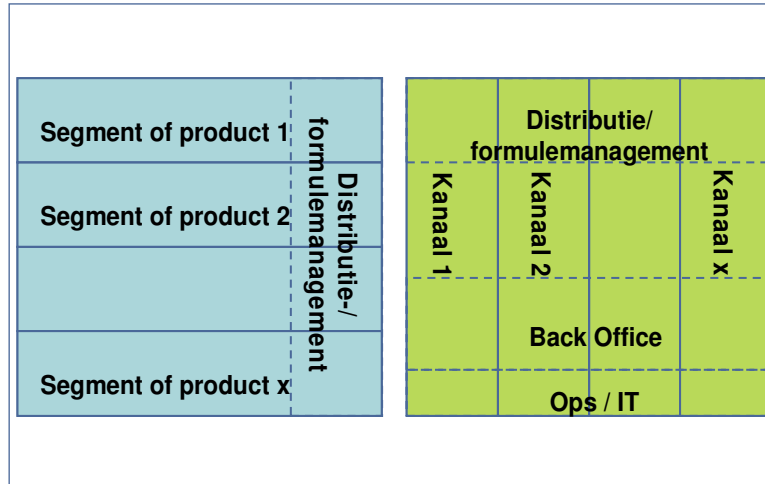 Segment of product 1
Segment of product 2
Segment of product x
Distributie-/
formulemanagement
Distributie/
formulemanagement
Kanaal 1
Kanaal 2
Kanaal x
Back Office
Ops / IT